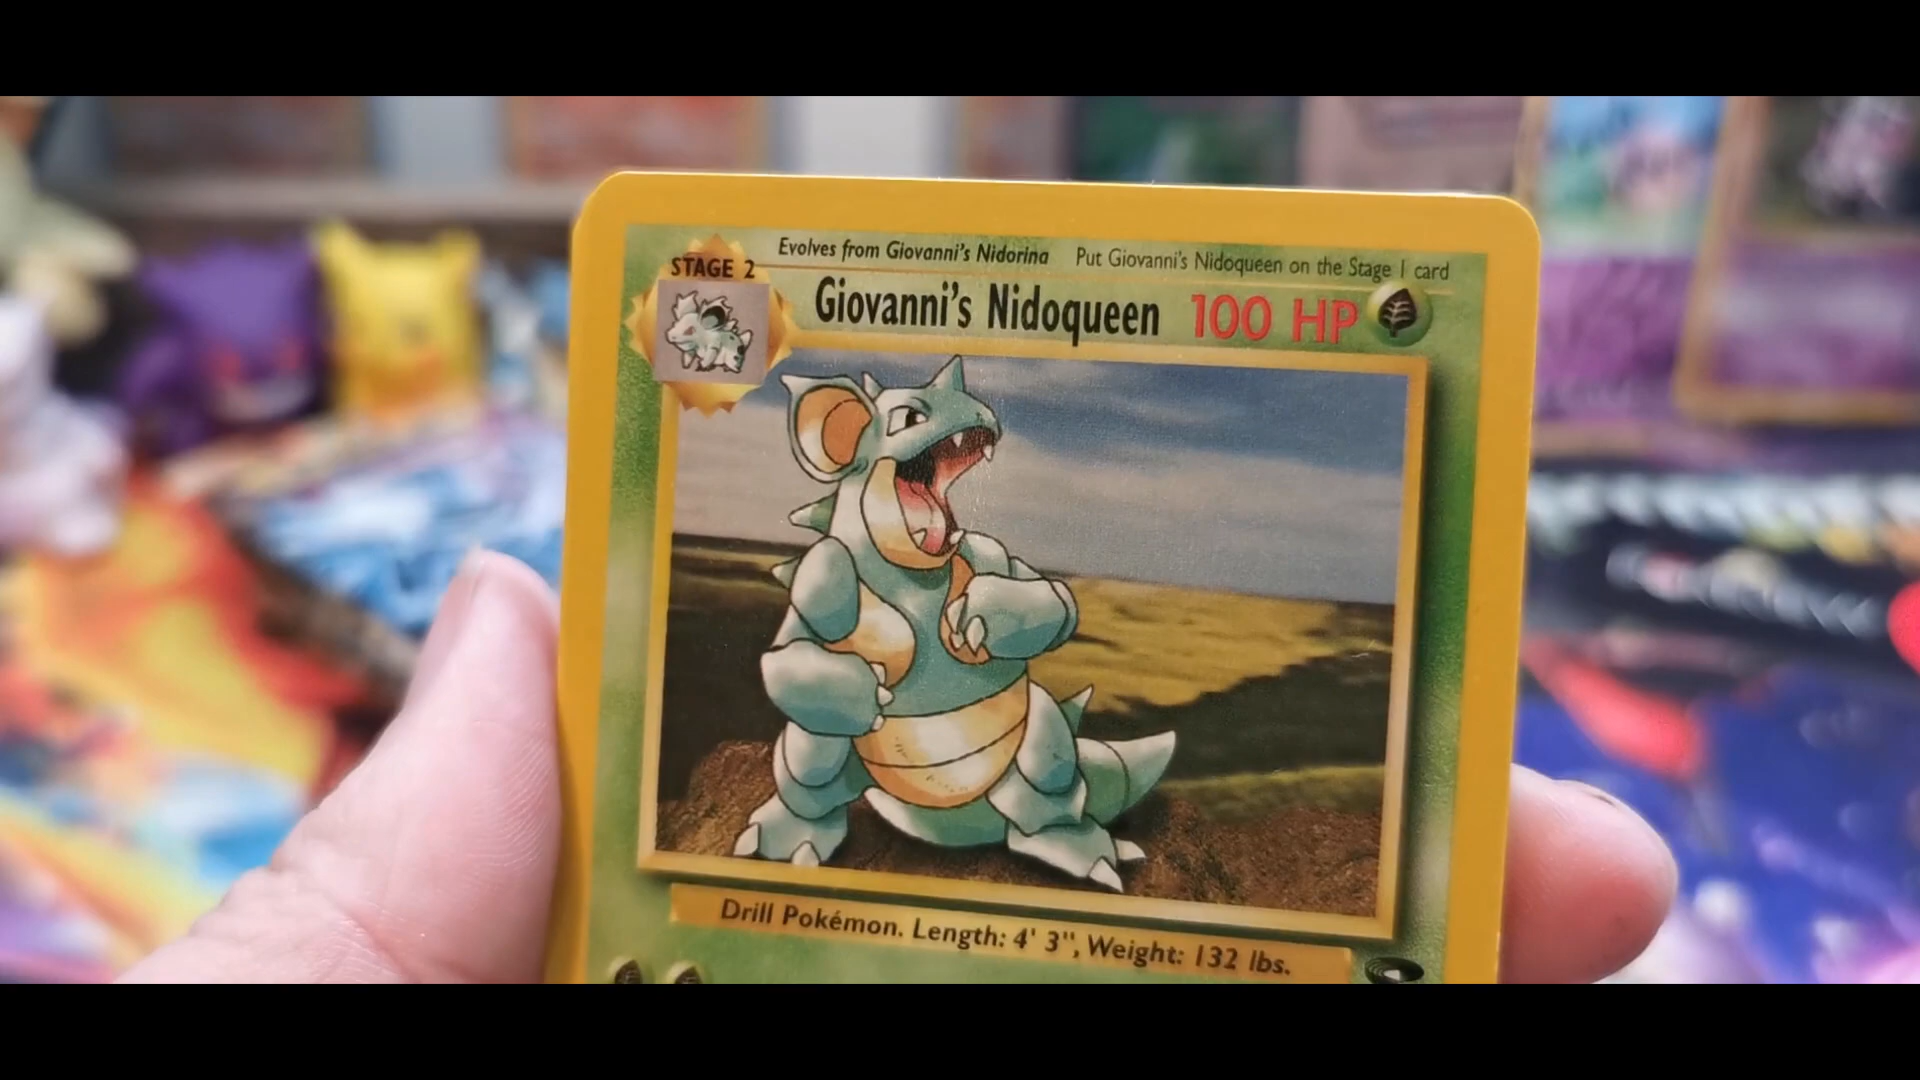 Evolves from Giovanni's Nidorina Put Giovanni's Nidoqueen on the Stage 1 card
STAGE 2
Giovanni's Nidoqueen 100 HP
Drill Pokémon. Length: 4' 3", Weight: 132 lbs.